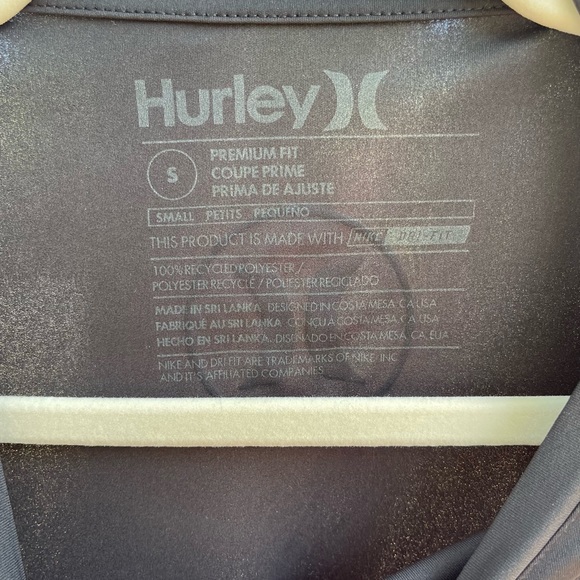 Hurley
S
PREMIUM FIT
COUPE PRIME
PRIMA DE AJUSTE
SMALL PETITS PEQUEÑO
THIS PRODUCT IS MADE WITH NIKE DRI-FIT
100% RECYCLED POLYESTER /
POLYESTER RECYCLÉ / POLIESTER RECICLADO
MADE IN SRI LANKA. DESIGNED IN COSTA MESA, CA, USA
FABRIQUÉ AU SRI LANKA. CONCU À COSTA MESA, CA, USA
HECHO EN SRI LANKA. DISEÑADO EN COSTA MESA, CA, EUA
NIKE AND DRI-FIT ARE TRADEMARKS OF NIKE, INC
AND IT'S AFFILIATED COMPANIES